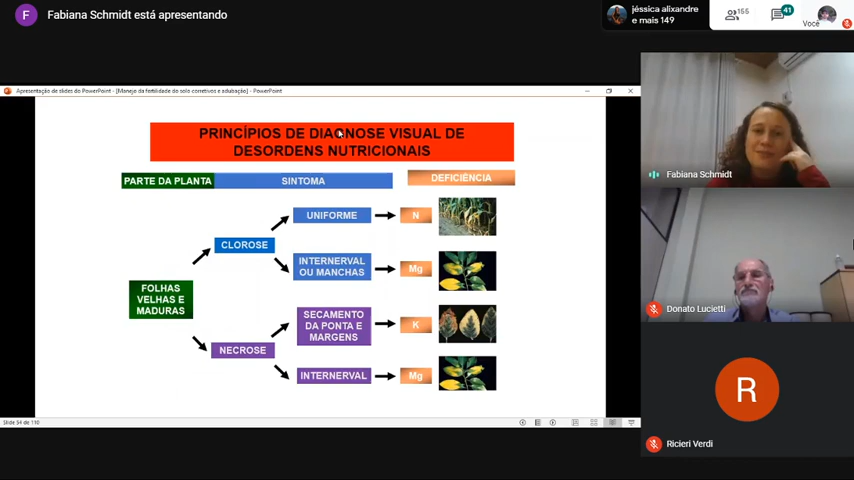 F
Fabiana Schmidt está apresentando
jéssica alixandre
e mais 149
155
41
Você
Apresentação de slides do PowerPoint - [Manejo da fertilidade do solo corretivos e adubação] - PowerPoint
PRINCÍPIOS DE DIAGNOSE VISUAL DE
DESORDENS NUTRICIONAIS
PARTE DA PLANTA
SINTOMA
DEFICIÊNCIA
FOLHAS
VELHAS E
MADURAS
CLOROSE
UNIFORME
N
INTERNERVAL
OU MANCHAS
Mg
NECROSE
SECAMENTO
DA PONTA E
MARGENS
K
INTERNERVAL
Mg
Slide 54 de 110
Fabiana Schmidt
Donato Lucietti
R
Ricieri Verdi